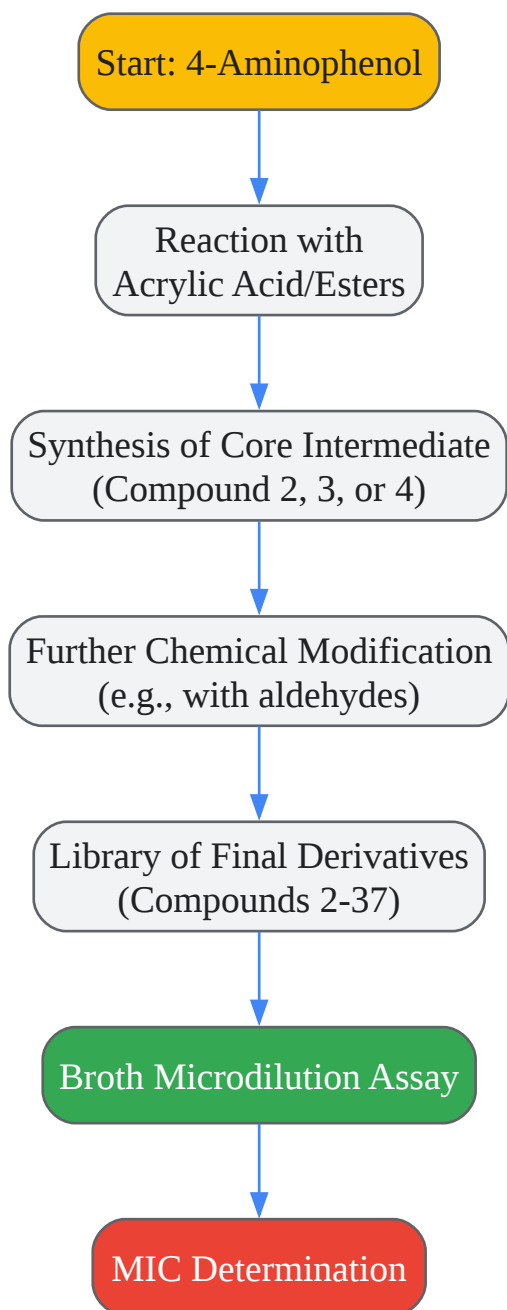 Start: 4-Aminophenol
Reaction with
Acrylic Acid/Esters
Synthesis of Core Intermediate
(Compound 2, 3, or 4)
Further Chemical Modification
(e.g., with aldehydes)
Library of Final Derivatives
(Compounds 2-37)
Broth Microdilution Assay
MIC Determination